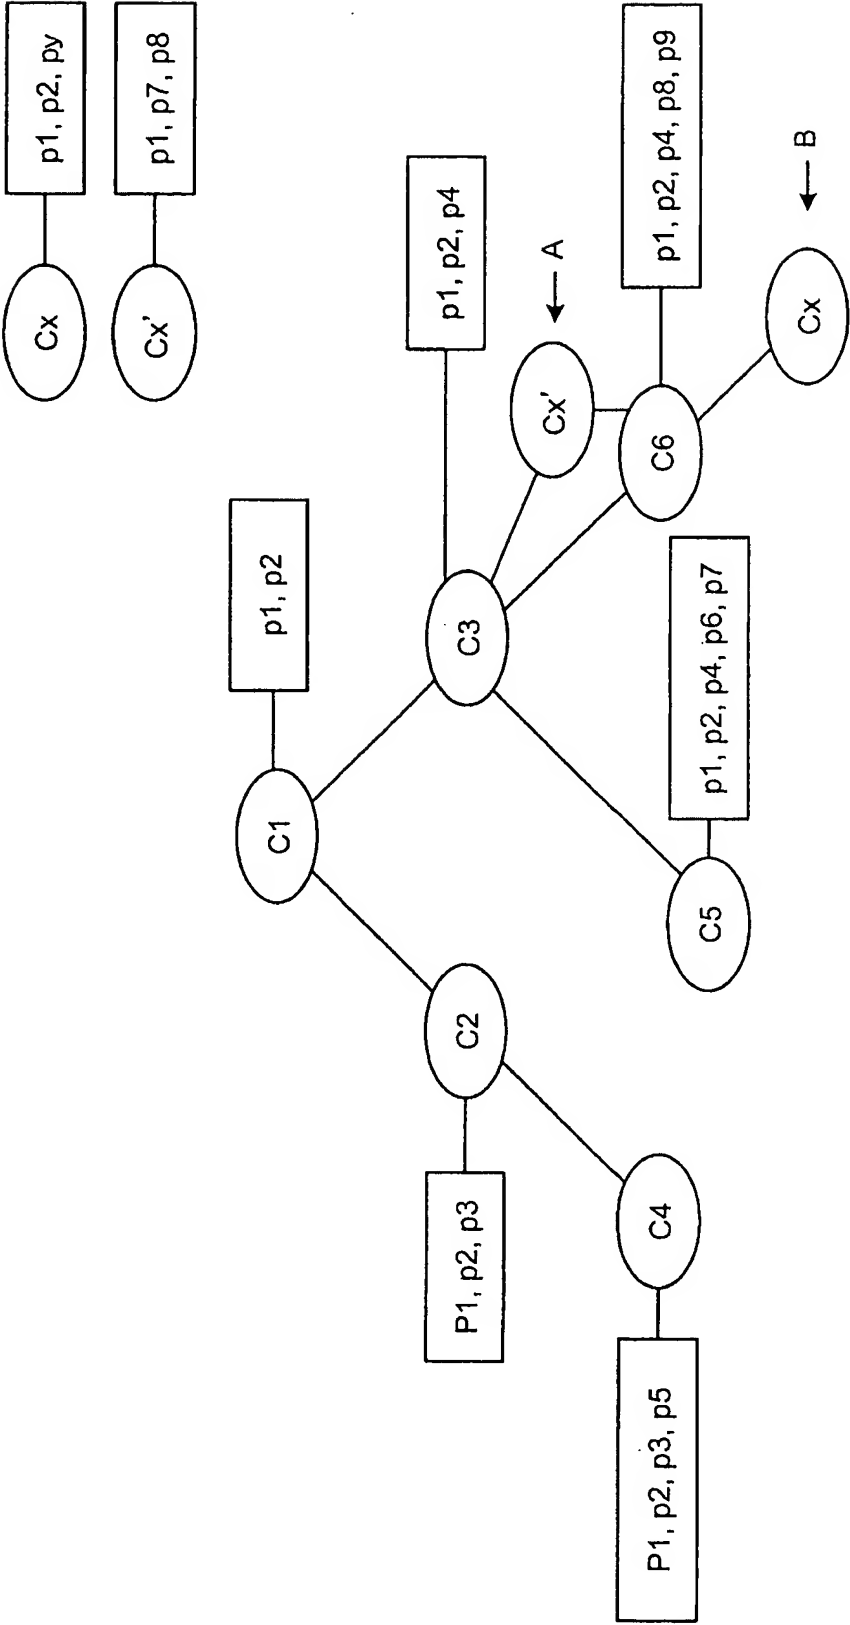 Cx
p1, p2, py
Cx'
p1, p7, p8
C1
p1, p2
P1, p2, p3
C2
C3
p1, p2, p4
Cx'
A
P1, p2, p3, p5
C4
C5
p1, p2, p4, p6, p7
C6
p1, p2, p4, p8, p9
Cx
B